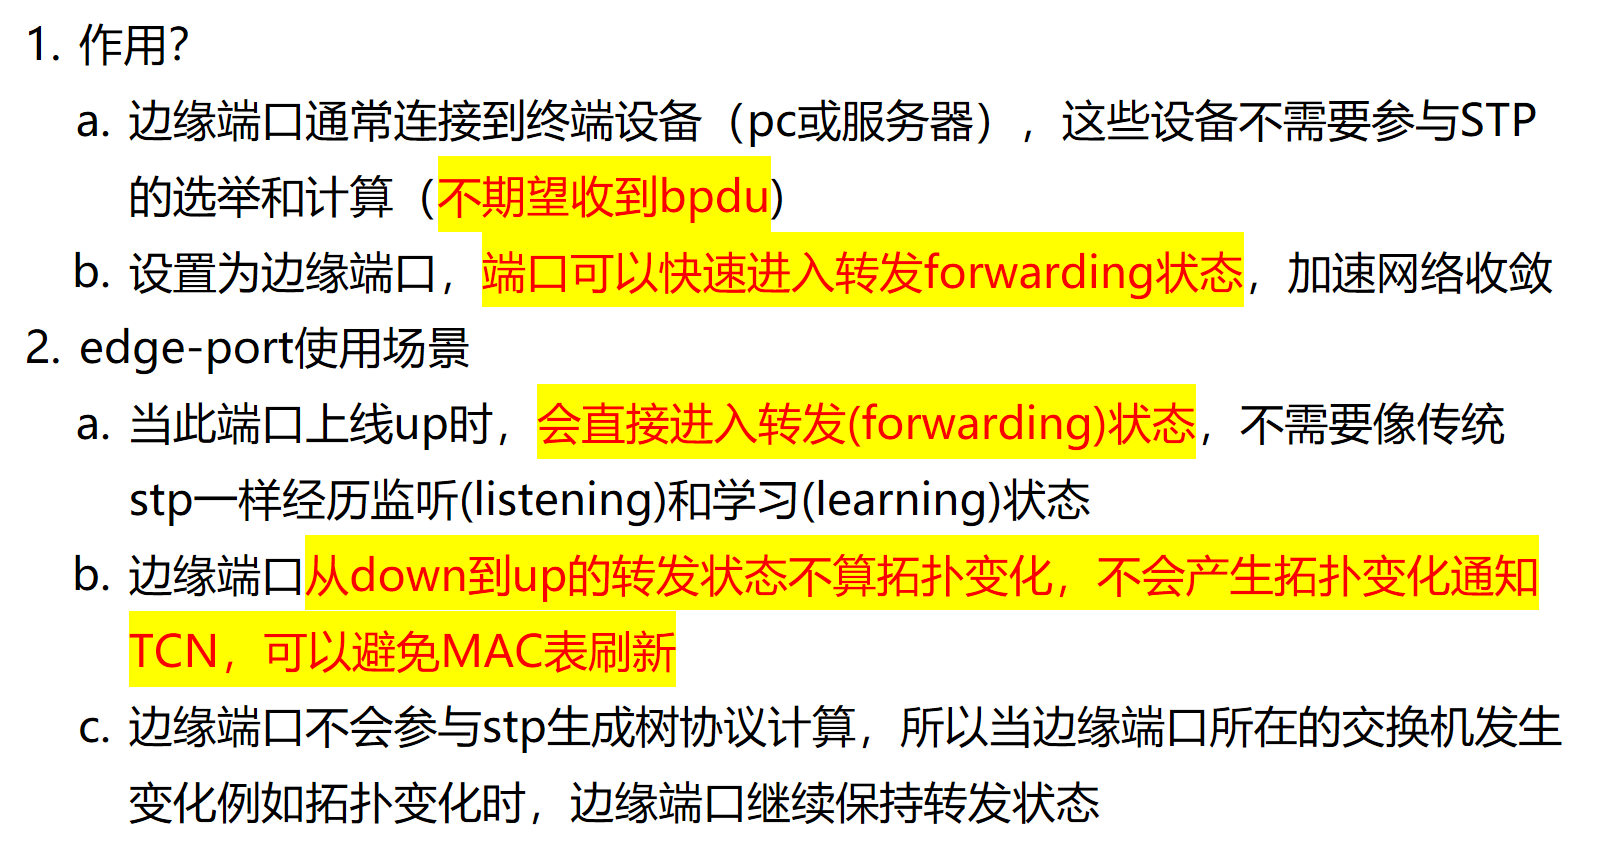 1. 作用?
a. 边缘端口通常连接到终端设备（pc或服务器），这些设备不需要参与STP
的选举和计算（不期望收到bpdu)
b. 设置为边缘端口，端口可以快速进入转发forwarding状态，加速网络收敛
2. edge-port使用场景
a. 当此端口上线up时，会直接进入转发(forwarding)状态，不需要像传统
stp一样经历监听(listening)和学习(learning)状态
b. 边缘端口从down到up的转发状态不算拓扑变化，不会产生拓扑变化通知
TCN，可以避免MAC表刷新
c. 边缘端口不会参与stp生成树协议计算，所以当边缘端口所在的交换机发生
变化例如拓扑变化时，边缘端口继续保持转发状态